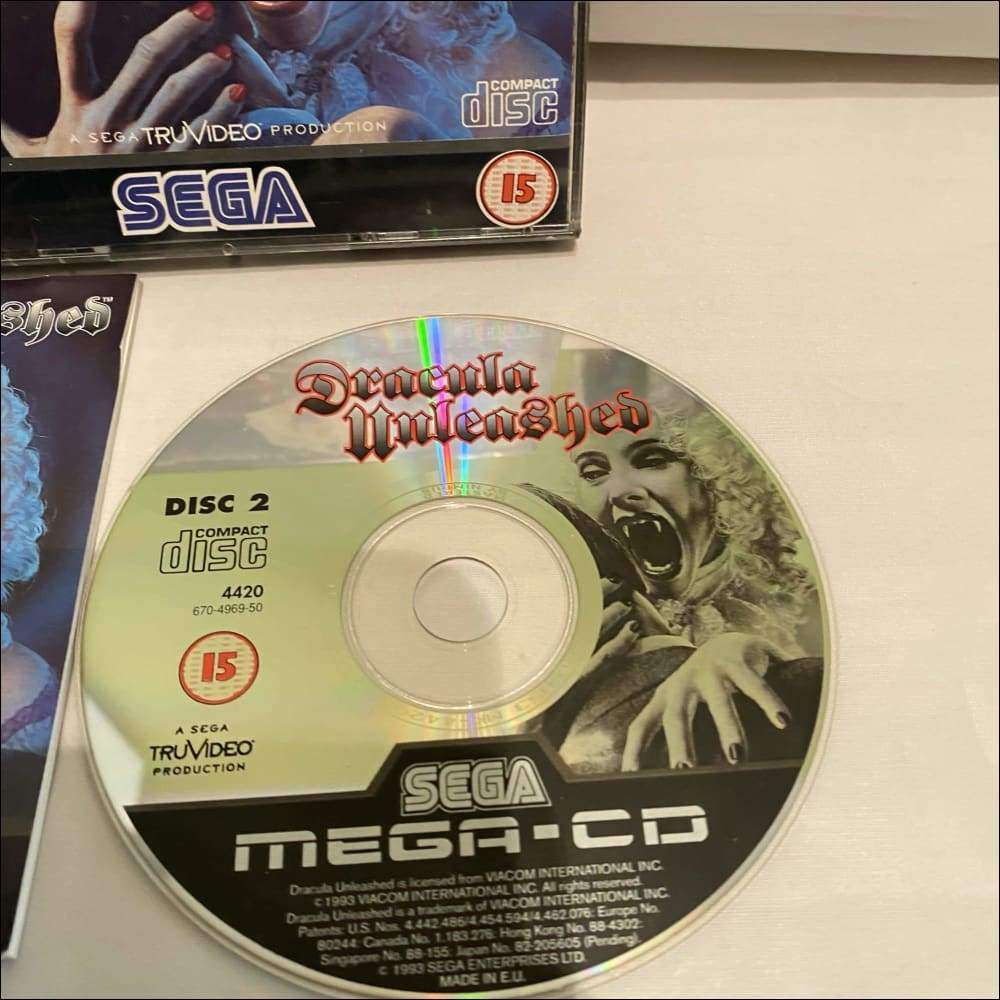 COMPACT
disc
A SEGA TRUVIDEO™ PRODUCTION
SEGA
15
shed™
Dracula
Unleashed
DISC 2
COMPACT
disc
4420
670-4969-50
15
A SEGA
TRUVIDEO™
PRODUCTION
SEGA
MEGA-CD
Dracula Unleashed is licensed from VIACOM INTERNATIONAL INC.
©1993 VIACOM INTERNATIONAL INC. All rights reserved.
Dracula Unleashed is a trademark of VIACOM INTERNATIONAL INC.
Patents: U.S. Nos. 4.442.486/4.454.594/4.462.076: Europe No.
80244: Canada No. 1.183.276: Hong Kong No. 88-4302:
Singapore No. 88-155: Japan No. 82-205605 (Pending).
© 1993 SEGA ENTERPRISES LTD.
MADE IN E.U.